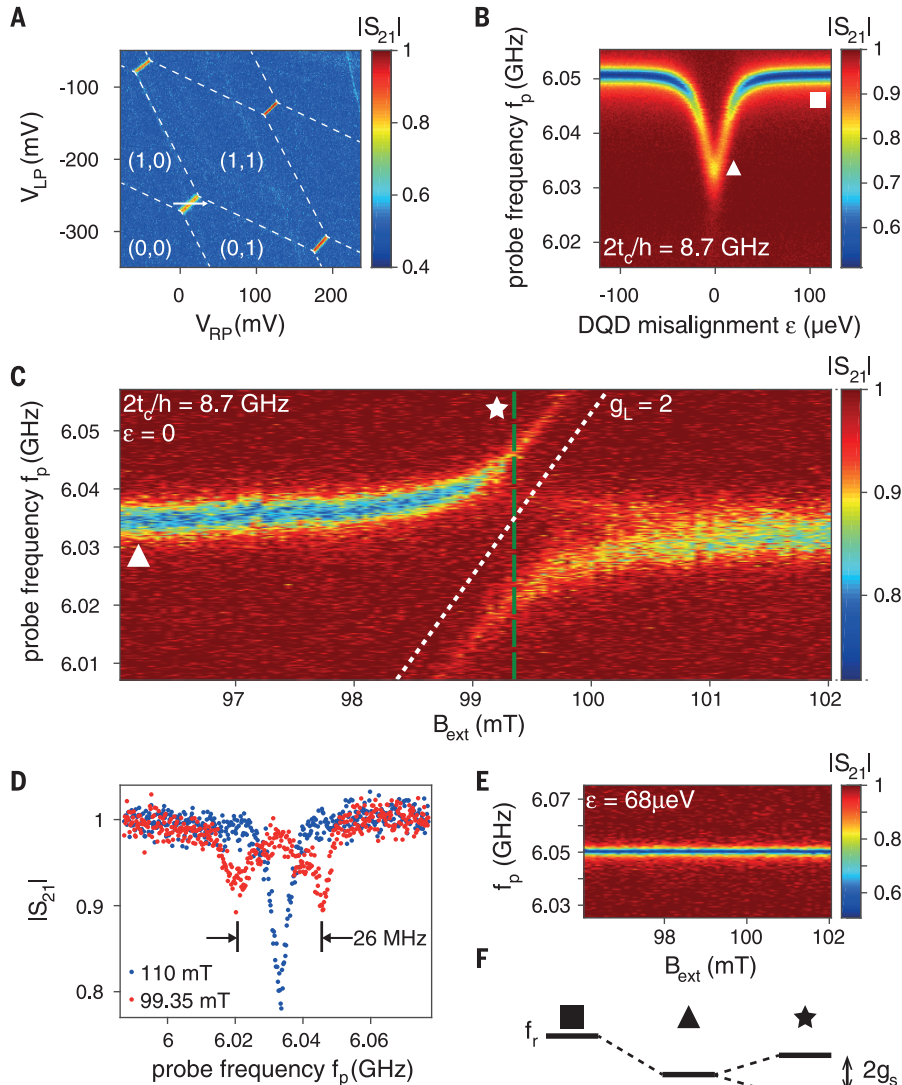 A
|S21|
1
0.8
0.6
0.4
-100
-200
-300
VLP (mV)
(1,0)
(1,1)
(0,0)
(0,1)
0
100
200
VRP (mV)
B
|S21|
1
0.9
0.8
0.7
0.6
6.05
6.04
6.03
6.02
probe frequency fp (GHz)
2tc/h = 8.7 GHz
-100
0
100
DQD misalignment ε (μeV)
C
|S21|
1
0.9
0.8
2tc/h = 8.7 GHz
ε = 0
gL = 2
6.05
6.04
6.03
6.02
6.01
probe frequency fp (GHz)
97
98
99
100
101
102
Bext (mT)
D
1
0.9
0.8
|S21|
26 MHz
110 mT
99.35 mT
6
6.02
6.04
6.06
probe frequency fp (GHz)
E
|S21|
1
0.9
0.8
0.7
0.6
ε = 68μeV
6.07
6.05
6.03
fp (GHz)
98
100
102
Bext (mT)
F
fr
2gs